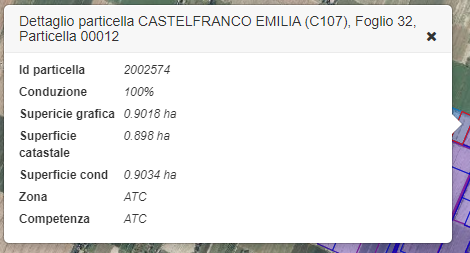 Dettaglio particella CASTELFRANCO EMILIA (C107), Foglio 32,
Particella 00012
Id particella 2002574
Conduzione 100%
Supericie grafica 0.9018 ha
Superficie
catastale 0.898 ha
Superficie cond 0.9034 ha
Zona ATC
Competenza ATC